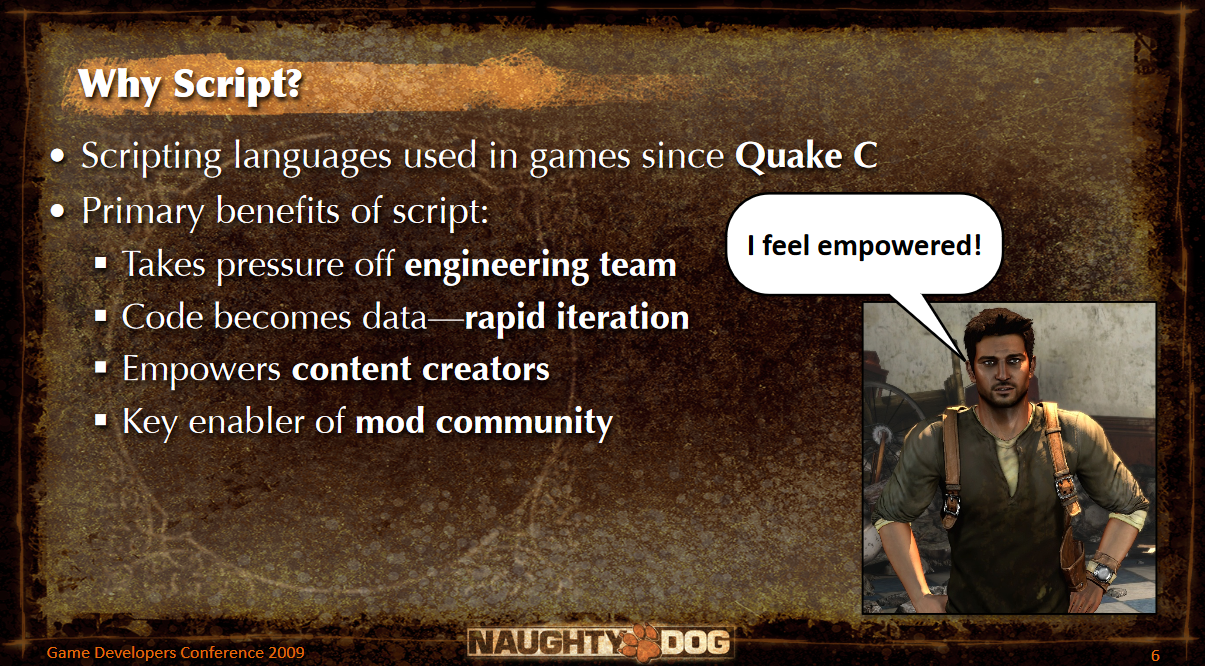 Why Script?
• Scripting languages used in games since Quake C
• Primary benefits of script:
▪ Takes pressure off engineering team
▪ Code becomes data—rapid iteration
▪ Empowers content creators
▪ Key enabler of mod community
I feel empowered!
Game Developers Conference 2009
NAUGHTY DOG
6